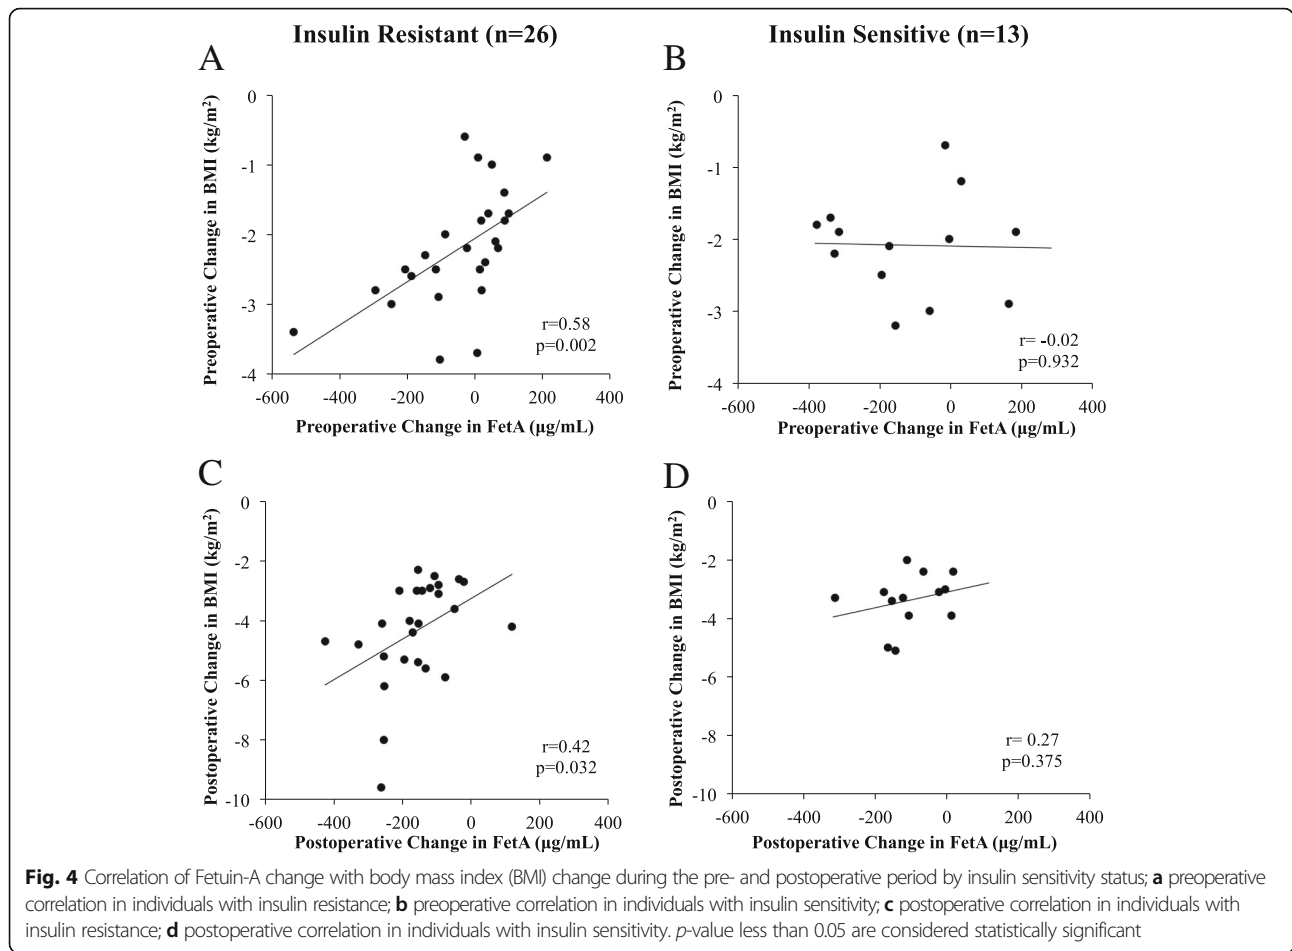 Insulin Resistant (n=26)
Insulin Sensitive (n=13)
A
Preoperative Change in BMI (kg/m²)
0
-1
-2
-3
-4
-600 -400 -200 0 200 400
r=0.58
p=0.002
Preoperative Change in FetA (µg/mL)
B
Preoperative Change in BMI (kg/m²)
0
-1
-2
-3
-4
-600 -400 -200 0 200 400
r= -0.02
p=0.932
Preoperative Change in FetA (µg/mL)
C
Postoperative Change in BMI (kg/m²)
0
-2
-4
-6
-8
-10
-600 -400 -200 0 200 400
r=0.42
p=0.032
Postoperative Change in FetA (µg/mL)
D
Postoperative Change in BMI (kg/m²)
0
-2
-4
-6
-8
-10
-600 -400 -200 0 200 400
r= 0.27
p=0.375
Postoperative Change in FetA (µg/mL)
Fig. 4 Correlation of Fetuin-A change with body mass index (BMI) change during the pre- and postoperative period by insulin sensitivity status; a preoperative
correlation in individuals with insulin resistance; b preoperative correlation in individuals with insulin sensitivity; c postoperative correlation in individuals with
insulin resistance; d postoperative correlation in individuals with insulin sensitivity. p-value less than 0.05 are considered statistically significant